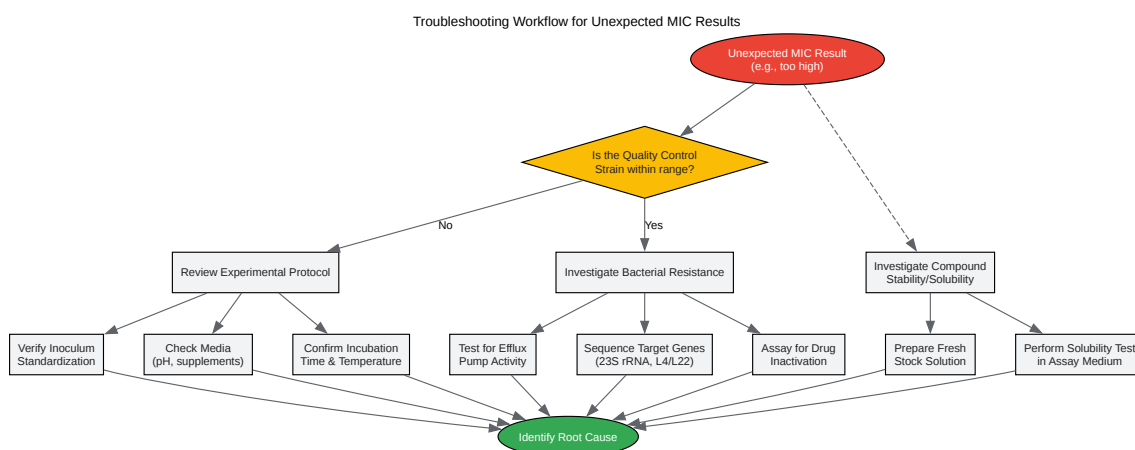 Troubleshooting Workflow for Unexpected MIC Results
Unexpected MIC Result
(e.g., too high)
Is the Quality Control
Strain within range?
No
Yes
Review Experimental Protocol
Investigate Bacterial Resistance
Investigate Compound
Stability/Solubility
Verify Inoculum
Standardization
Check Media
(pH, supplements)
Confirm Incubation
Time & Temperature
Test for Efflux
Pump Activity
Sequence Target Genes
(23S rRNA, L4/L22)
Assay for Drug
Inactivation
Prepare Fresh
Stock Solution
Perform Solubility Test
in Assay Medium
Identify Root Cause